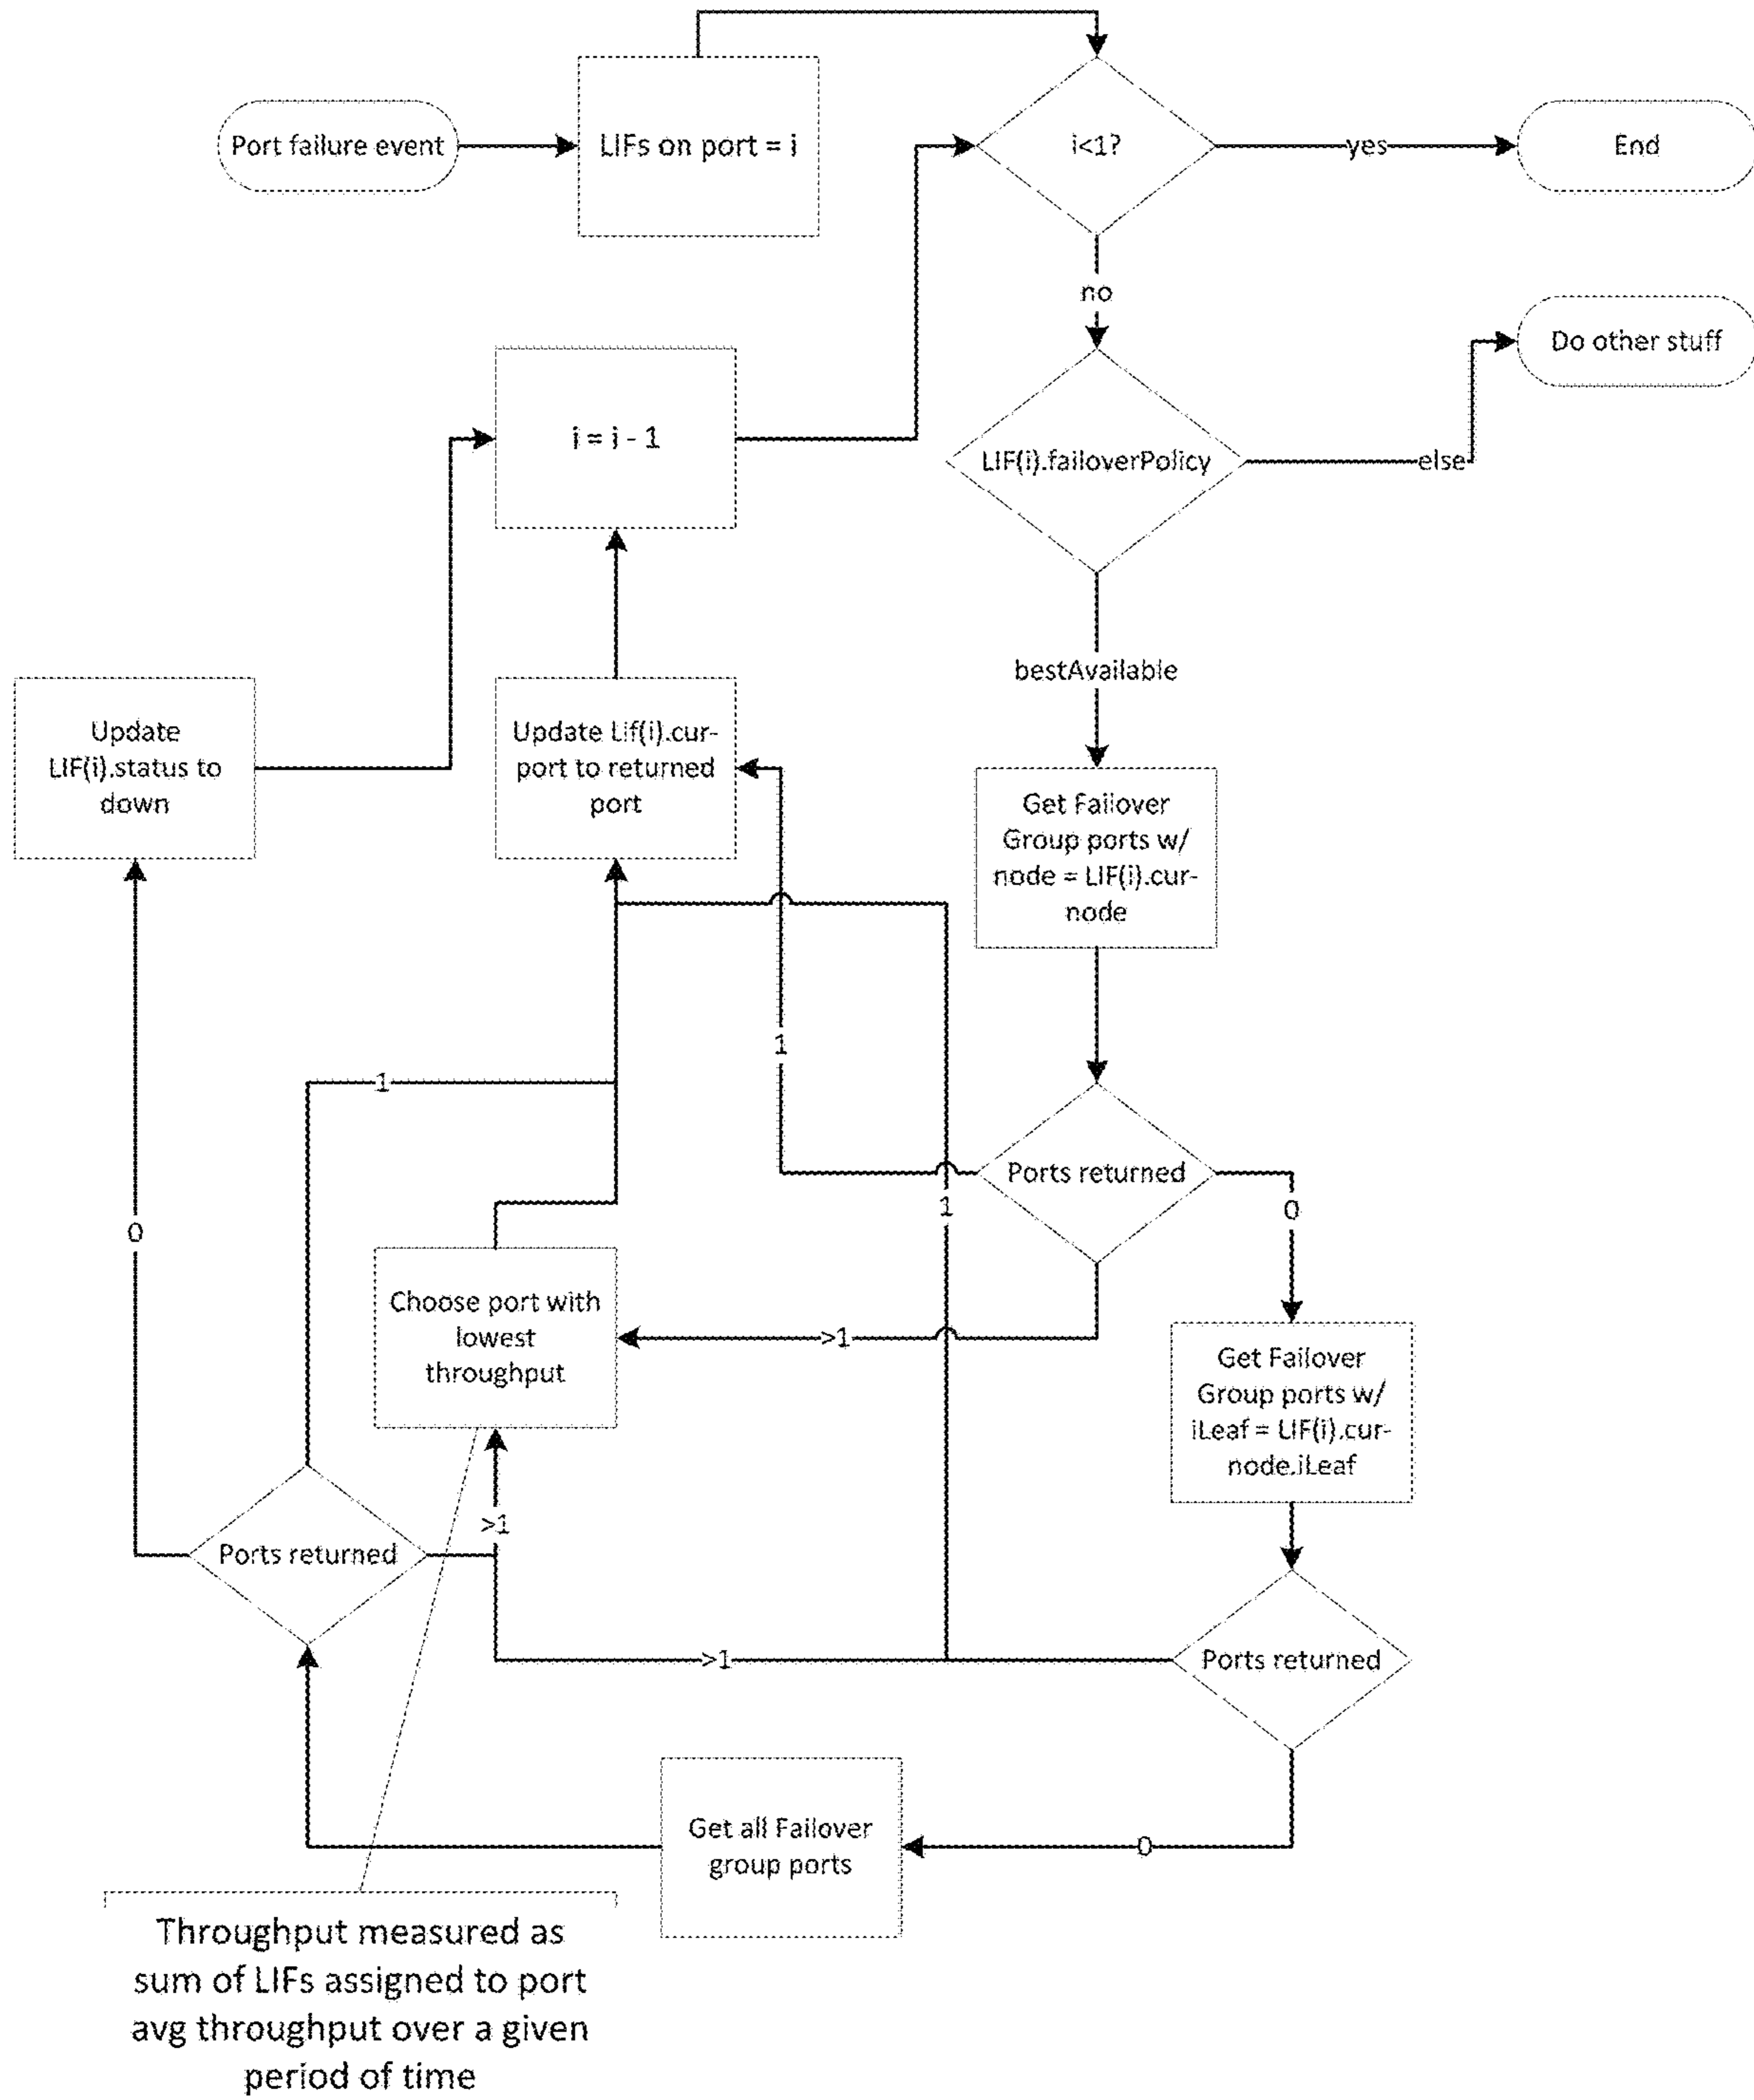 Port failure event
LIFs on port = i
i<1?
yes
End
no
Do other stuff
i = i - 1
LIF(i).failoverPolicy
else
bestAvailable
Update
LIF(i).status to
down
Update Lif(i).cur-
port to returned
port
Get Failover
Group ports w/
node = LIF(i).cur-
node
1
1
Ports returned
0
1
0
Choose port with
lowest
throughput
>1
Get Failover
Group ports w/
iLeaf = LIF(i).cur-
node.iLeaf
>1
Ports returned
>1
Ports returned
Get all Failover
group ports
0
Throughput measured as
sum of LIFs assigned to port
avg throughput over a given
period of time